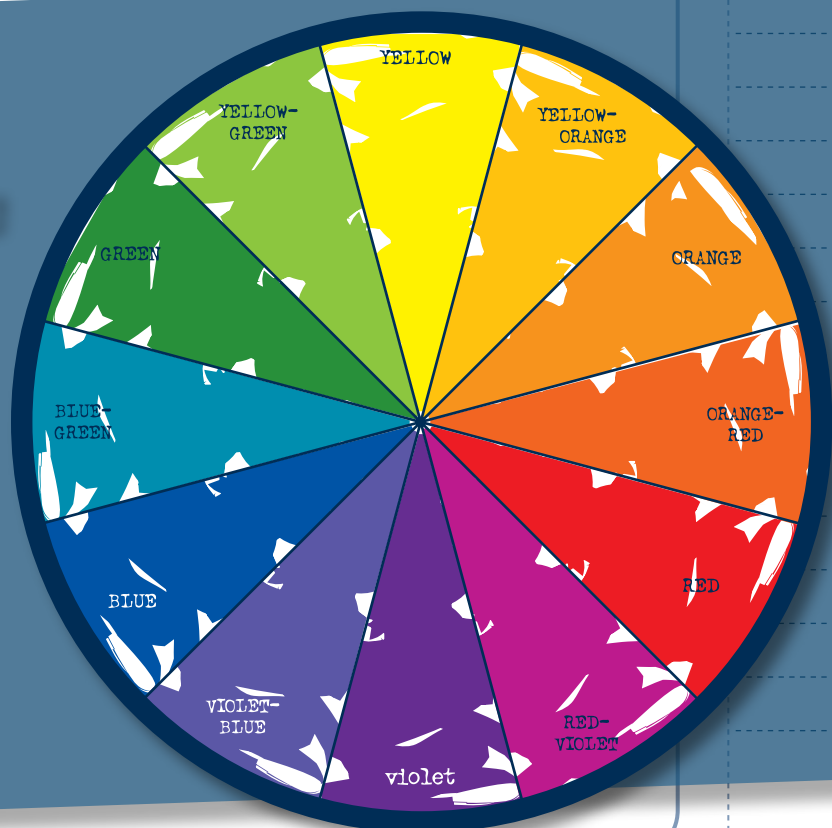 YELLOW
YELLOW-
ORANGE
ORANGE
ORANGE-
RED
RED
RED-
VIOLET
violet
VIOLET-
BLUE
BLUE
BLUE-
GREEN
GREEN
YELLOW-
GREEN